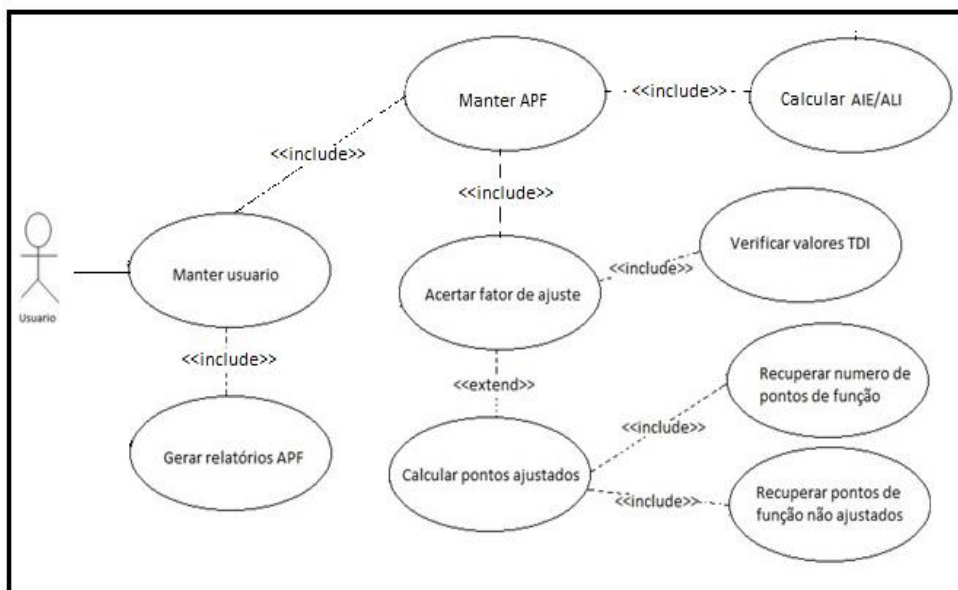 Manter APF
<<include>>
Calcular AIE/ALI
<<include>>
<<include>>
Verificar valores TDI
Manter usuario
<<include>>
Acertar fator de ajuste
Usuario
<<include>>
<<extend>>
Recuperar numero de
pontos de função
<<include>>
Gerar relatórios APF
Calcular pontos ajustados
<<include>>
Recuperar pontos de
função não ajustados